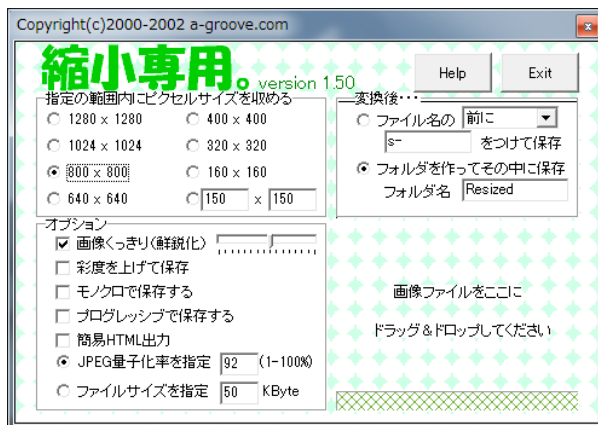 Copyright(c)2000-2002 a-groove.com
縮小専用。version 1.50
Help Exit
指定の範囲内にピクセルサイズを収める
1280 x 1280 400 x 400
1024 x 1024 320 x 320
800 x 800 160 x 160
640 x 640 150 x 150
変換後・・・
ファイル名の 前に
s- をつけて保存
フォルダを作ってその中に保存
フォルダ名 Resized
オプション
画像くっきり(鮮鋭化)
彩度を上げて保存
モノクロで保存する
プログレッシブで保存する
簡易HTML出力
JPEG量子化率を指定 92 (1-100%)
ファイルサイズを指定 50 KByte
画像ファイルをここに
ドラッグ&ドロップしてください